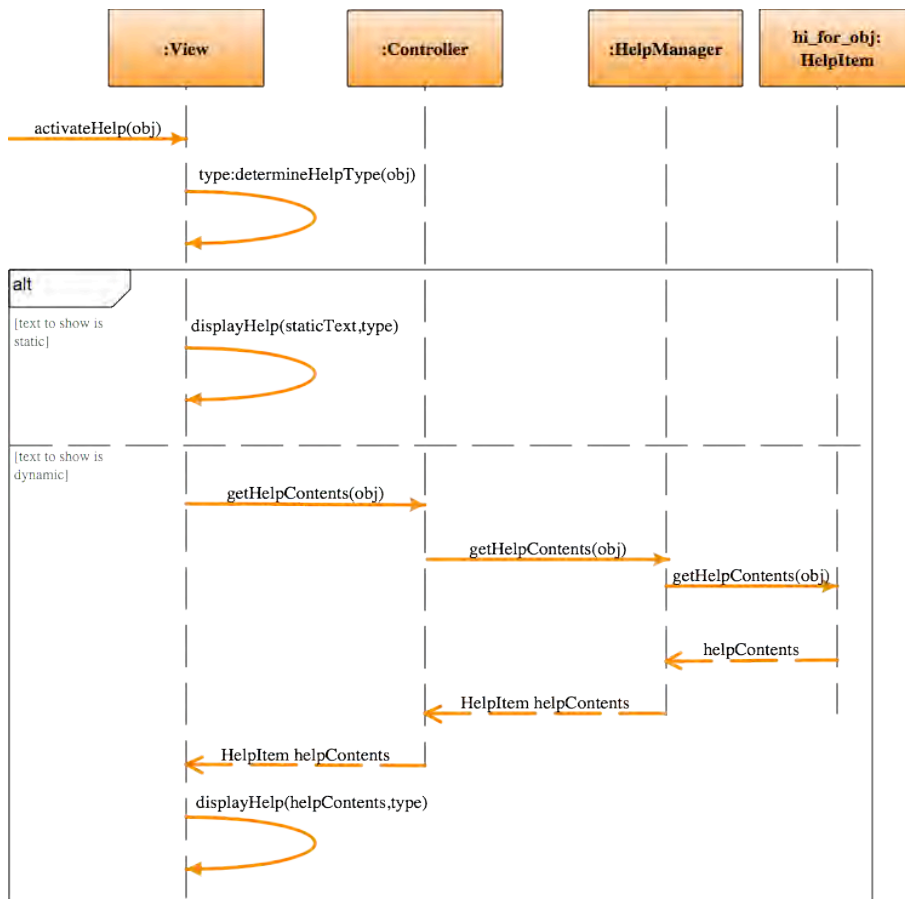 :View
:Controller
:HelpManager
hi_for_obj:
HelpItem
activateHelp(obj)
type:determineHelpType(obj)
alt
[text to show is
static]
displayHelp(staticText,type)
[text to show is
dynamic]
getHelpContents(obj)
getHelpContents(obj)
getHelpContents(obj)
helpContents
HelpItem helpContents
HelpItem helpContents
displayHelp(helpContents,type)